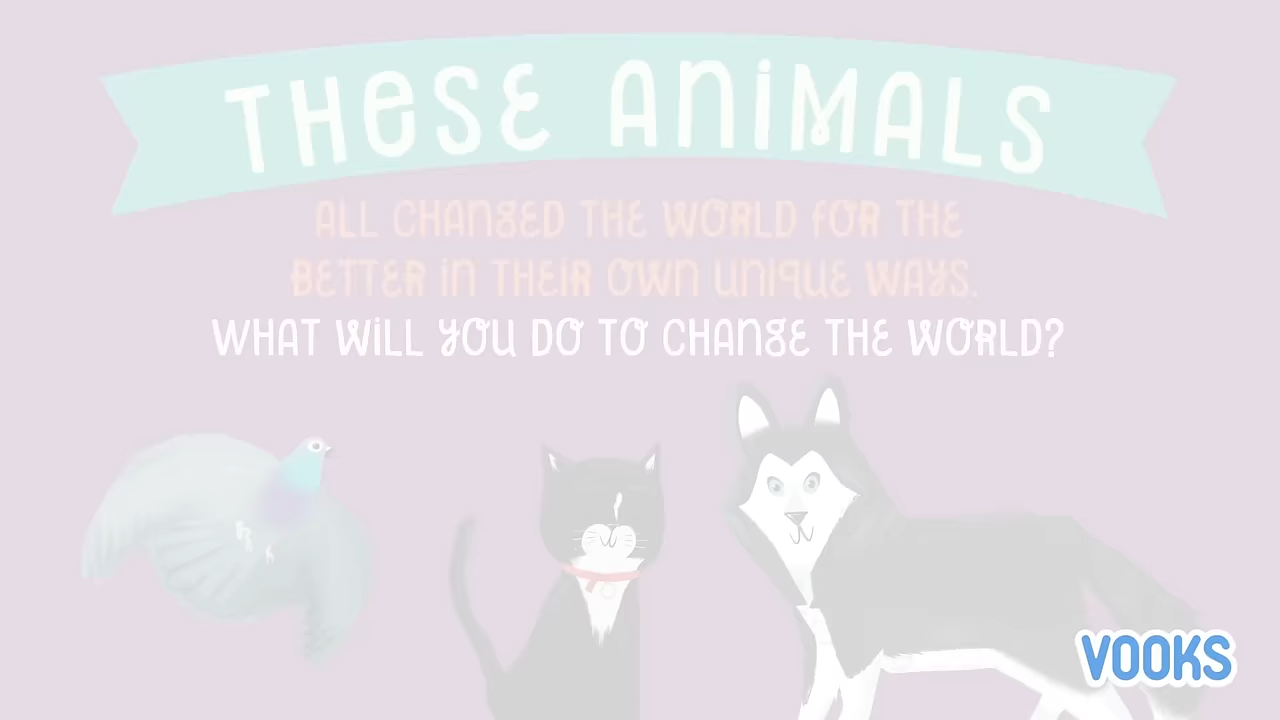 THESE ANIMALS
ALL CHANGED THE WORLD FOR THE
BETTER IN THEIR OWN UNIQUE WAYS.
WHAT WILL YOU DO TO CHANGE THE WORLD?
VOOKS